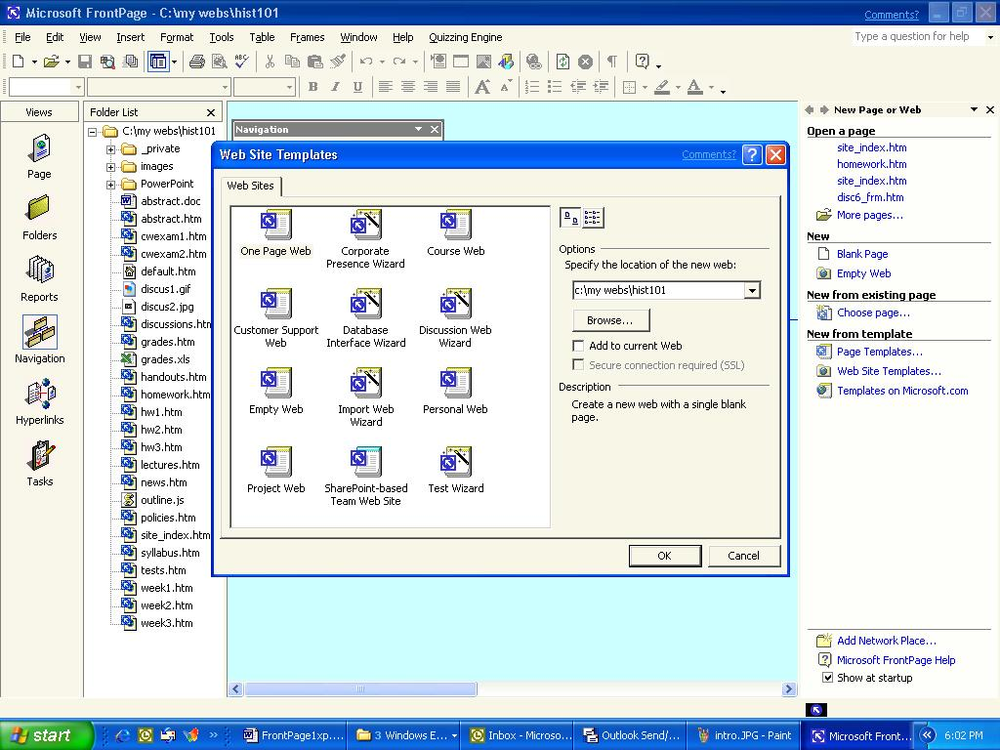 Microsoft FrontPage - C:\my webs\hist101
Comments?
File Edit View Insert Format Tools Table Frames Window Help Quizzing Engine
Type a question for help
Views
Page
Folders
Reports
Navigation
Hyperlinks
Tasks
Folder List
C:\my webs\hist101
_private
images
PowerPoint
abstract.doc
abstract.htm
cwexam1.htm
cwexam2.htm
default.htm
discus1.gif
discus2.jpg
discussions.htm
grades.htm
grades.xls
handouts.htm
homework.htm
hw1.htm
hw2.htm
hw3.htm
lectures.htm
news.htm
outline.js
policies.htm
site_index.htm
syllabus.htm
tests.htm
week1.htm
week2.htm
week3.htm
Navigation
Web Site Templates
Comments?
Web Sites
One Page Web
Corporate
Presence Wizard
Course Web
Customer Support
Web
Database
Interface Wizard
Discussion Web
Wizard
Empty Web
Import Web
Wizard
Personal Web
Project Web
SharePoint-based
Team Web Site
Test Wizard
Options
Specify the location of the new web:
c:\my webs\hist101
Browse...
Add to current Web
Secure connection required (SSL)
Description
Create a new web with a single blank
page.
OK
Cancel
New Page or Web
Open a page
site_index.htm
homework.htm
site_index.htm
disc6_frm.htm
More pages...
New
Blank Page
Empty Web
New from existing page
Choose page...
New from template
Page Templates...
Web Site Templates...
Templates on Microsoft.com
Add Network Place...
Microsoft FrontPage Help
Show at startup
start
FrontPage1xp....
3 Windows E...
Inbox - Microso...
Outlook Send/...
intro.JPG - Paint
Microsoft Front...
6:02 PM